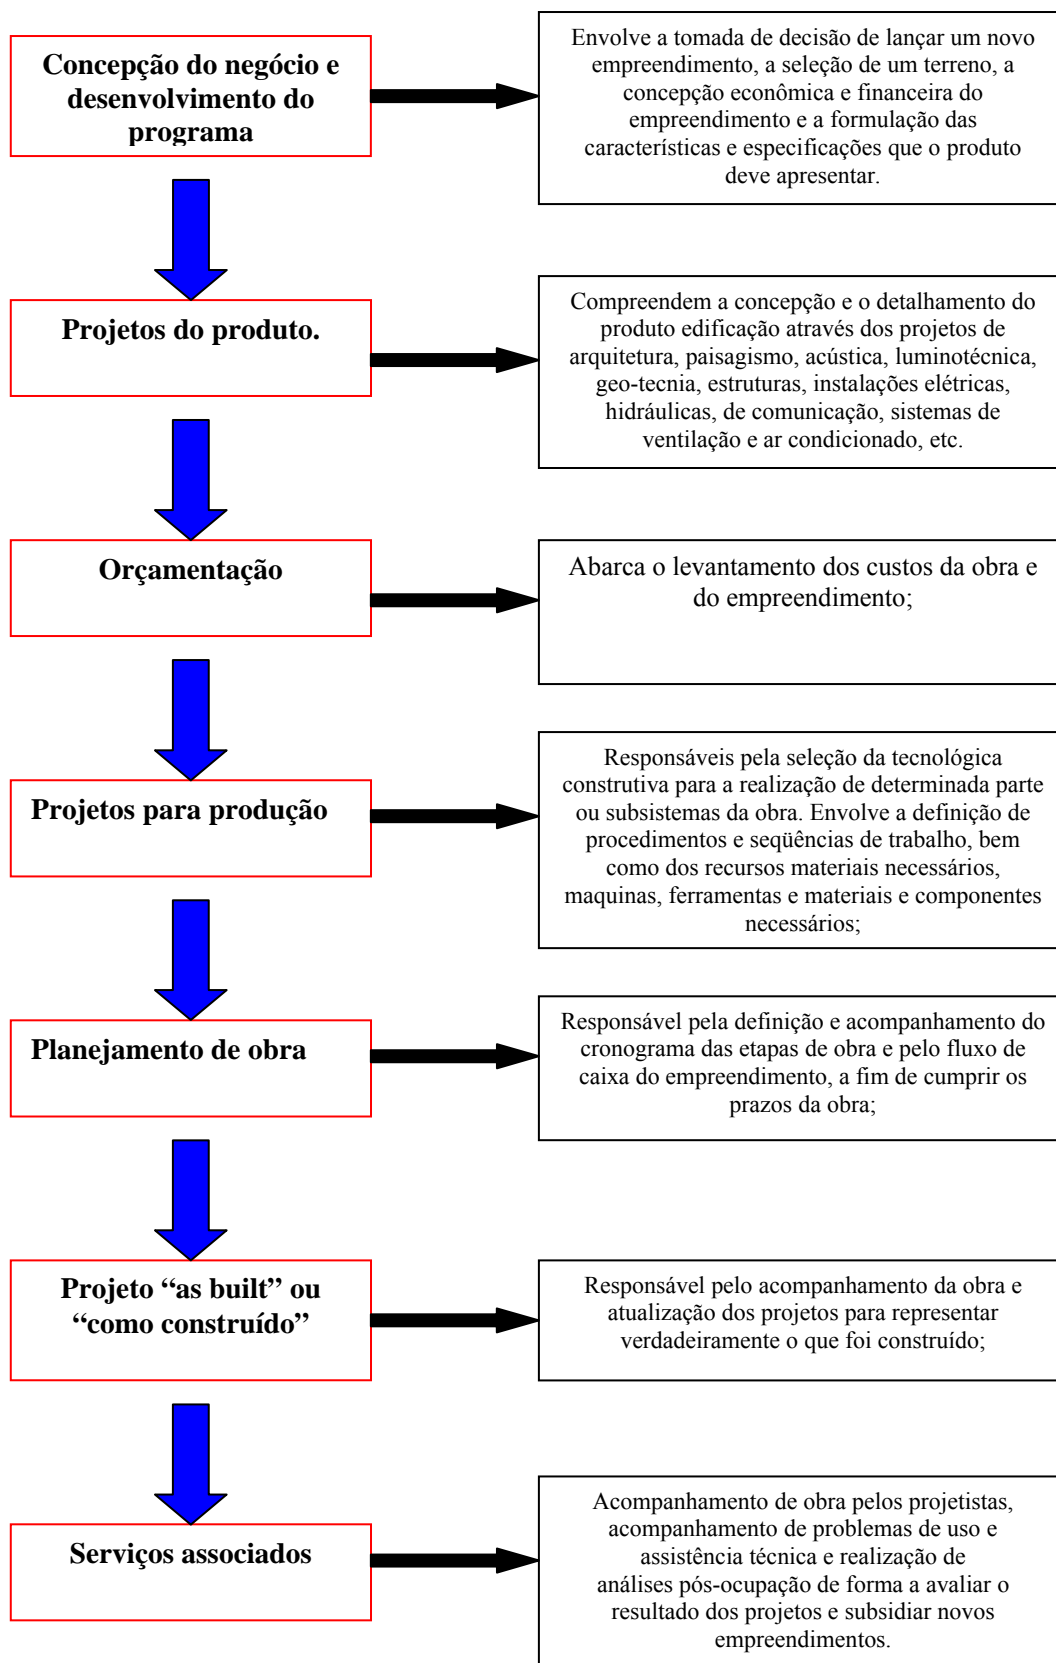 Concepção do negócio e
desenvolvimento do
programa
Envolve a tomada de decisão de lançar um novo
empreendimento, a seleção de um terreno, a
concepção econômica e financeira do
empreendimento e a formulação das
características e especificações que o produto
deve apresentar.
Projetos do produto.
Compreendem a concepção e o detalhamento do
produto edificação através dos projetos de
arquitetura, paisagismo, acústica, luminotécnica,
geo-tecnia, estruturas, instalações elétricas,
hidráulicas, de comunicação, sistemas de
ventilação e ar condicionado, etc.
Orçamentação
Abarca o levantamento dos custos da obra e
do empreendimento;
Projetos para produção
Responsáveis pela seleção da tecnológica
construtiva para a realização de determinada parte
ou subsistemas da obra. Envolve a definição de
procedimentos e seqüências de trabalho, bem
como dos recursos materiais necessários,
maquinas, ferramentas e materiais e componentes
necessários;
Planejamento de obra
Responsável pela definição e acompanhamento do
cronograma das etapas de obra e pelo fluxo de
caixa do empreendimento, a fim de cumprir os
prazos da obra;
Projeto “as built” ou
“como construído”
Responsável pelo acompanhamento da obra e
atualização dos projetos para representar
verdadeiramente o que foi construído;
Serviços associados
Acompanhamento de obra pelos projetistas,
acompanhamento de problemas de uso e
assistência técnica e realização de
análises pós-ocupação de forma a avaliar o
resultado dos projetos e subsidiar novos
empreendimentos.